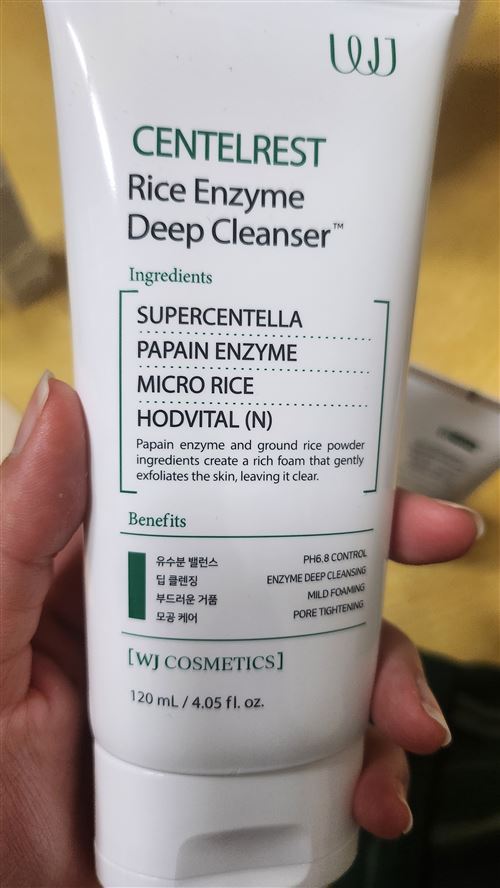 WJ
CENTELREST
Rice Enzyme
Deep Cleanser™
Ingredients
SUPERCENTELLA
PAPAIN ENZYME
MICRO RICE
HODVITAL (N)
Papain enzyme and ground rice powder
ingredients create a rich foam that gently
exfoliates the skin, leaving it clear.
Benefits
유수분 밸런스 PH6.8 CONTROL
딥 클렌징 ENZYME DEEP CLEANSING
부드러운 거품 MILD FOAMING
모공 케어 PORE TIGHTENING
[WJ COSMETICS]
120 mL / 4.05 fl. oz.